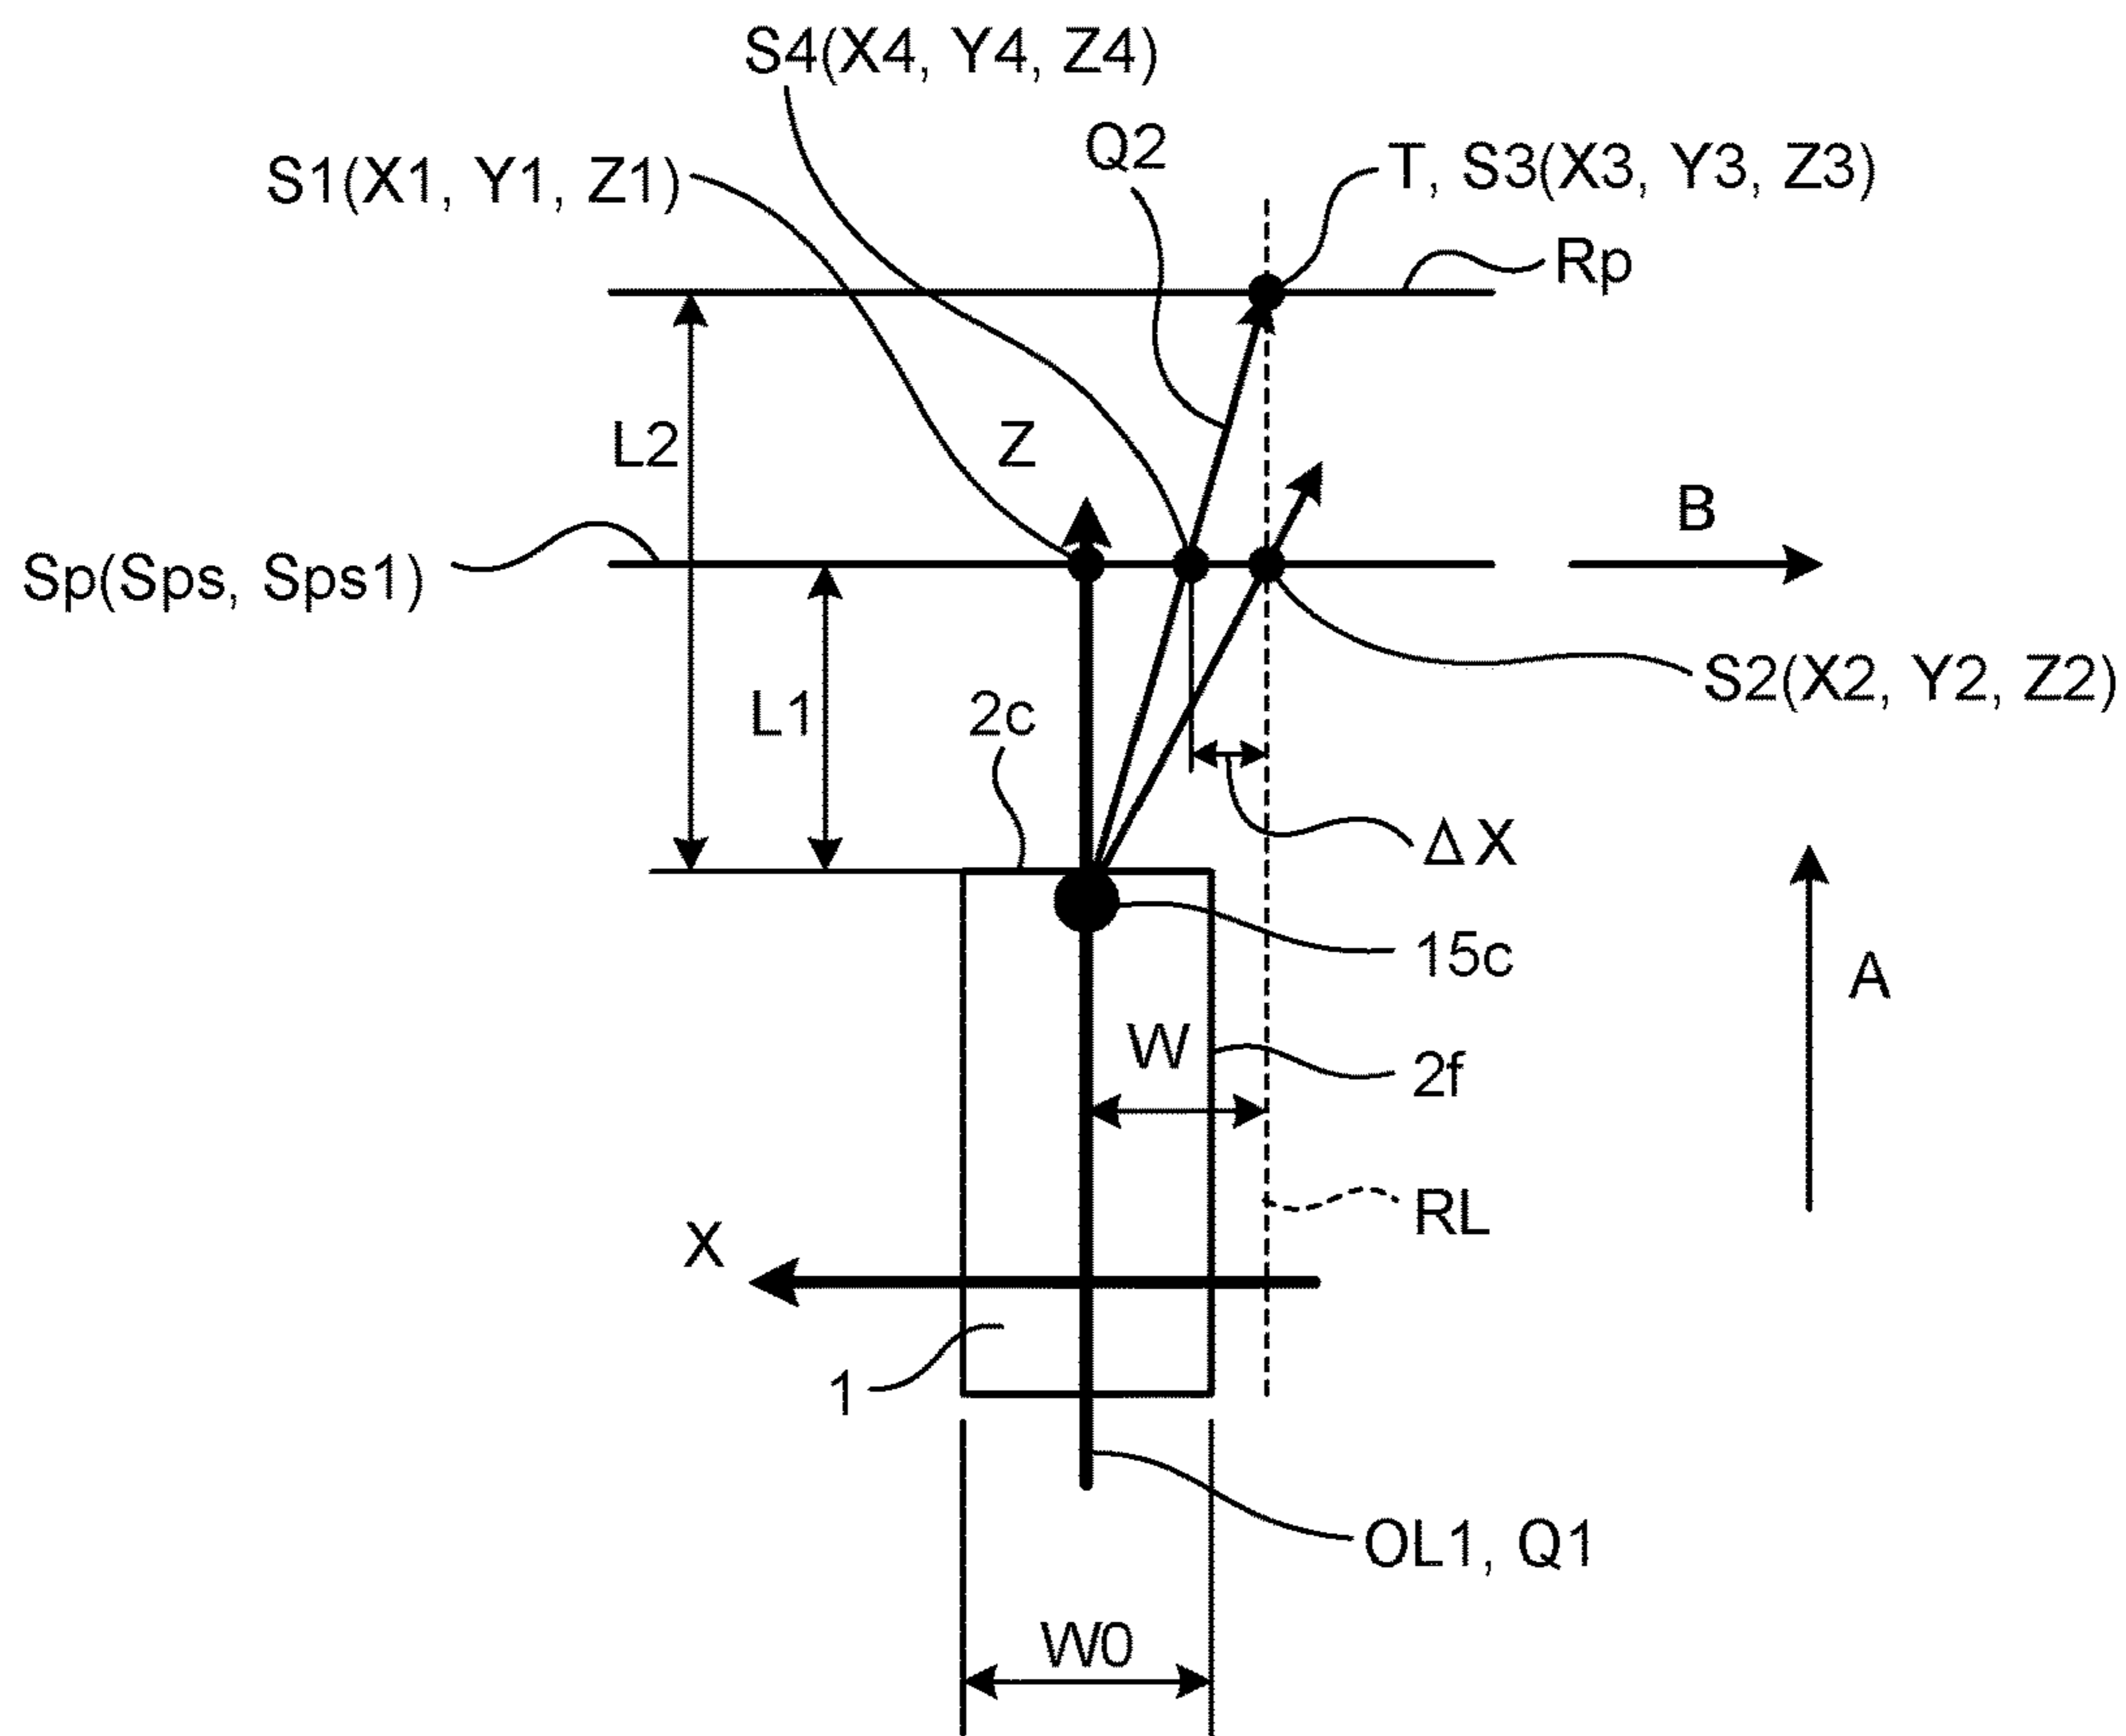 S4(X4, Y4, Z4)
Q2
S1(X1, Y1, Z1)
T, S3(X3, Y3, Z3)
Rp
L2
Z
B
Sp(Sps, Sps1)
S2(X2, Y2, Z2)
L1
2c
ΔX
15c
A
W
2f
RL
X
1
OL1, Q1
W0